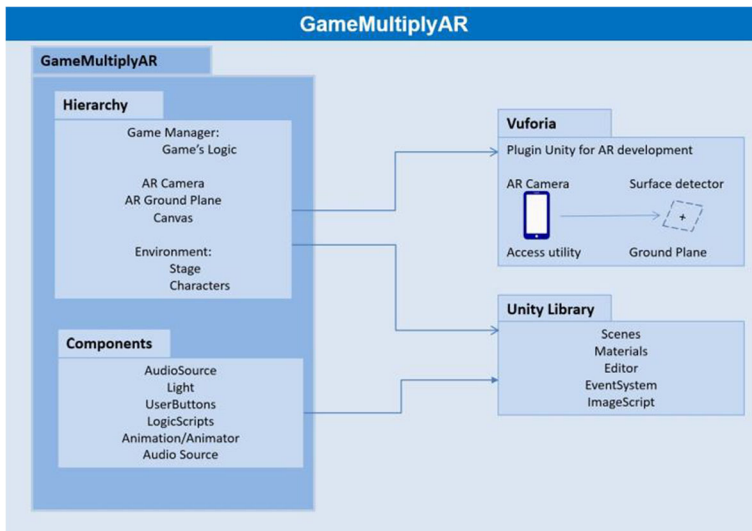 GameMultiplyAR
GameMultiplyAR
Hierarchy
Game Manager:
Game's Logic
AR Camera
AR Ground Plane
Canvas
Environment:
Stage
Characters
Components
AudioSource
Light
UserButtons
LogicScripts
Animation/Animator
Audio Source
Vuforia
Plugin Unity for AR development
AR Camera
Surface detector
Access utility
Ground Plane
Unity Library
Scenes
Materials
Editor
EventSystem
ImageScript